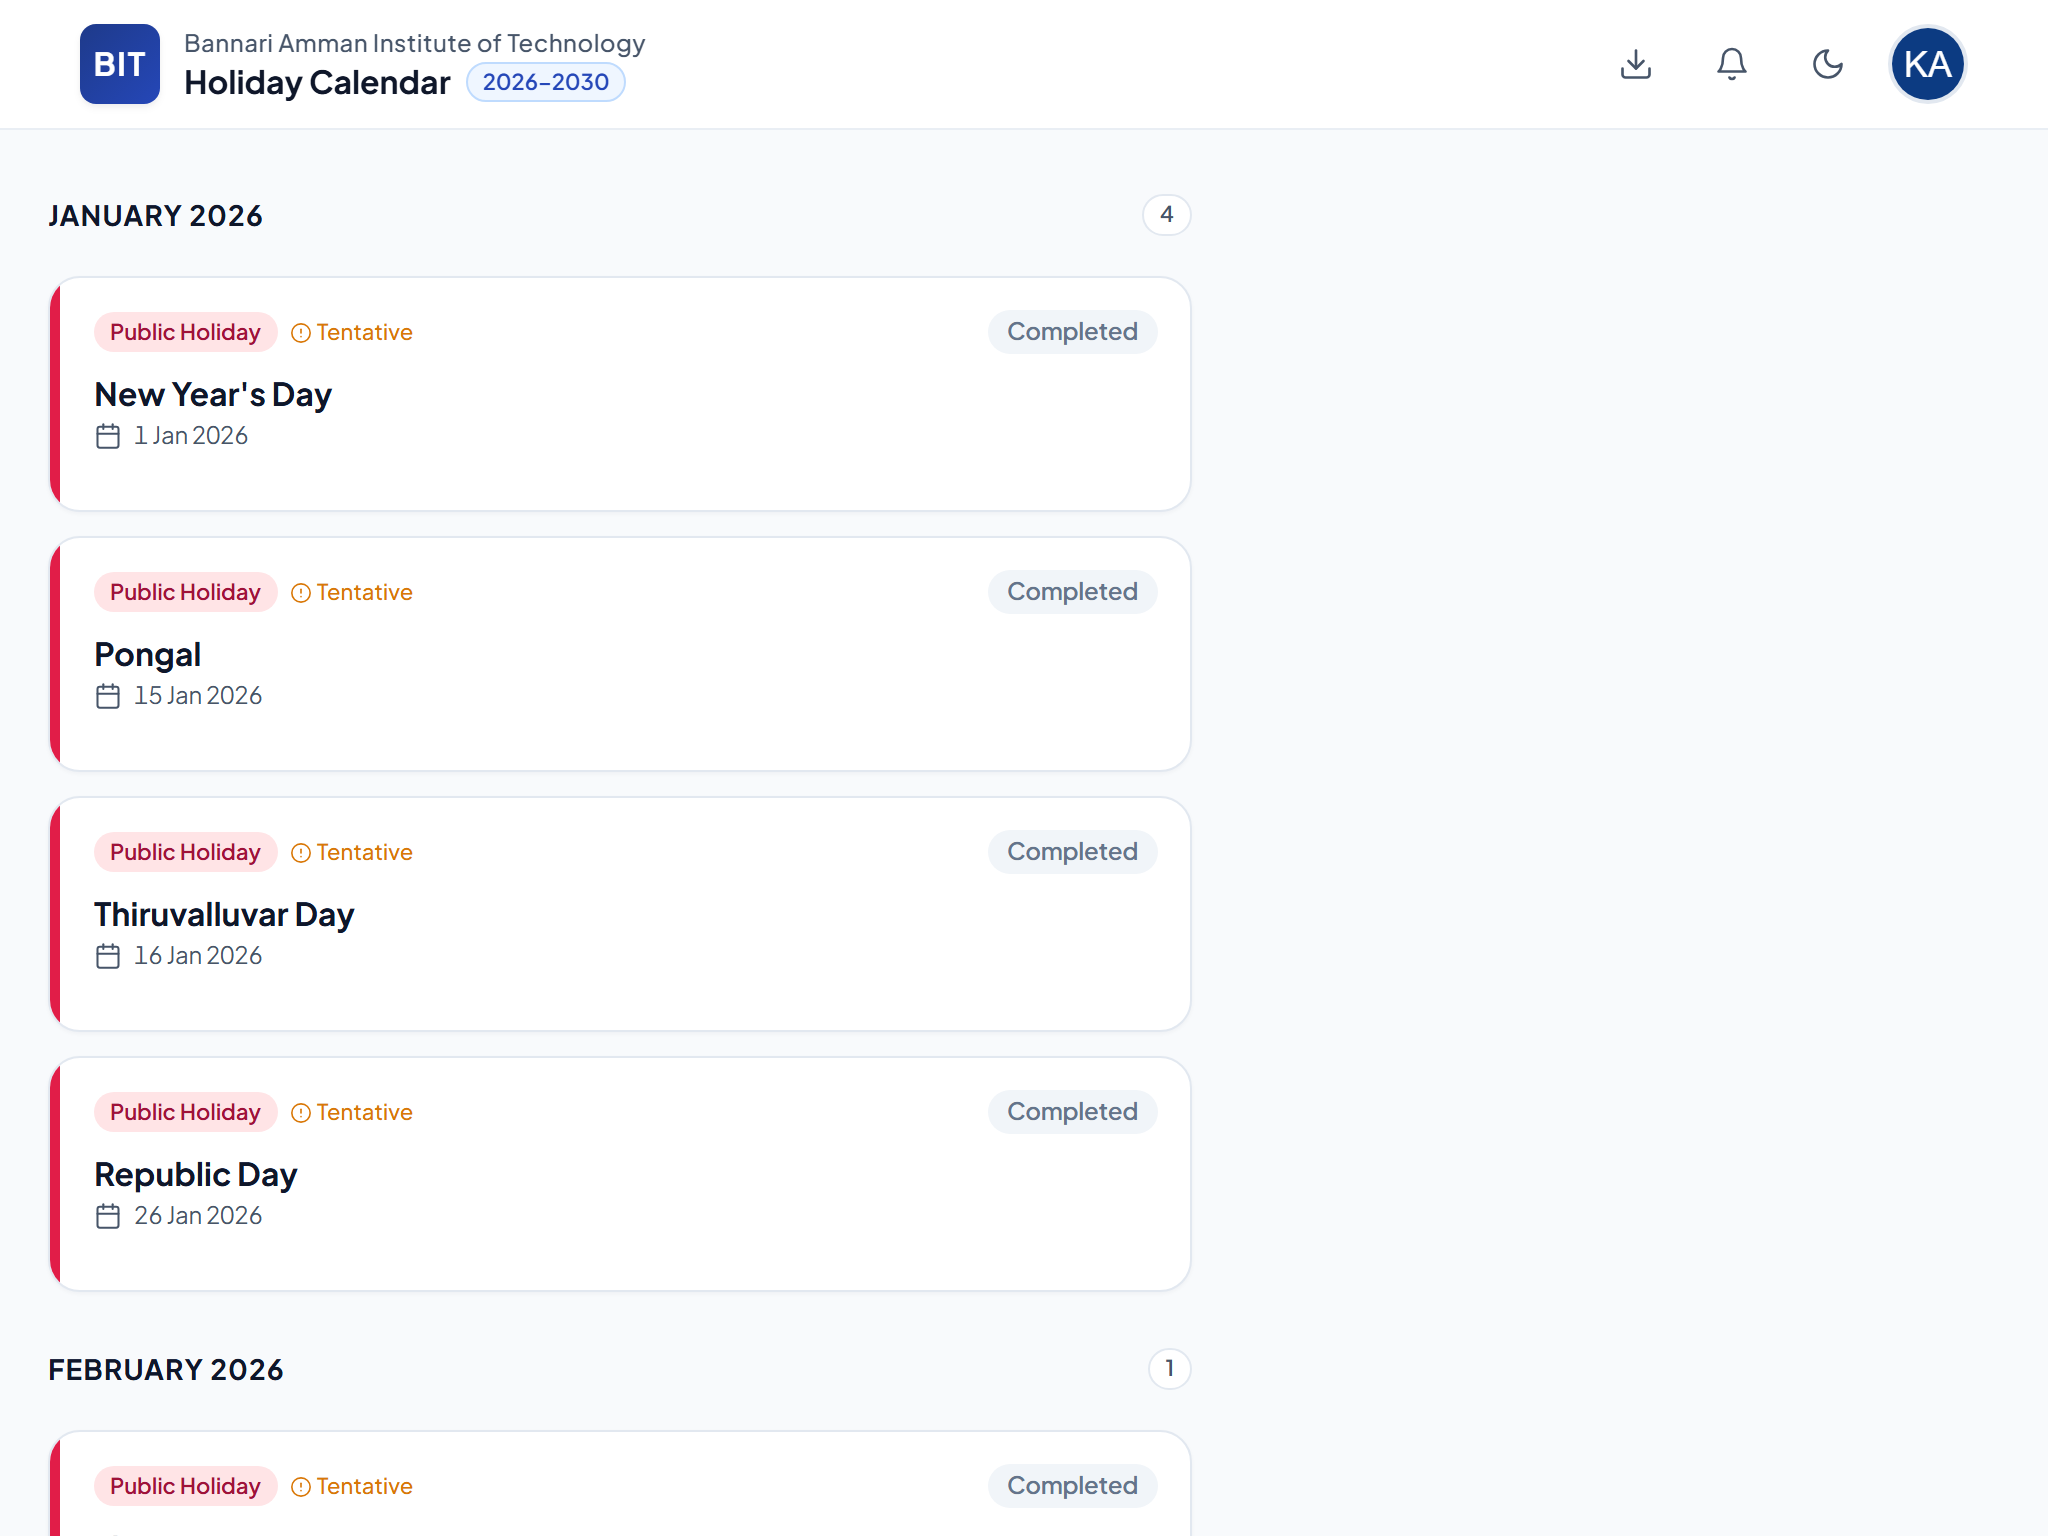 BIT
Bannari Amman Institute of Technology
Holiday Calendar
2026–2030
KA
JANUARY 2026
4
Public Holiday
Tentative
Completed
New Year's Day
1 Jan 2026
Public Holiday
Tentative
Completed
Pongal
15 Jan 2026
Public Holiday
Tentative
Completed
Thiruvalluvar Day
16 Jan 2026
Public Holiday
Tentative
Completed
Republic Day
26 Jan 2026
FEBRUARY 2026
1
Public Holiday
Tentative
Completed